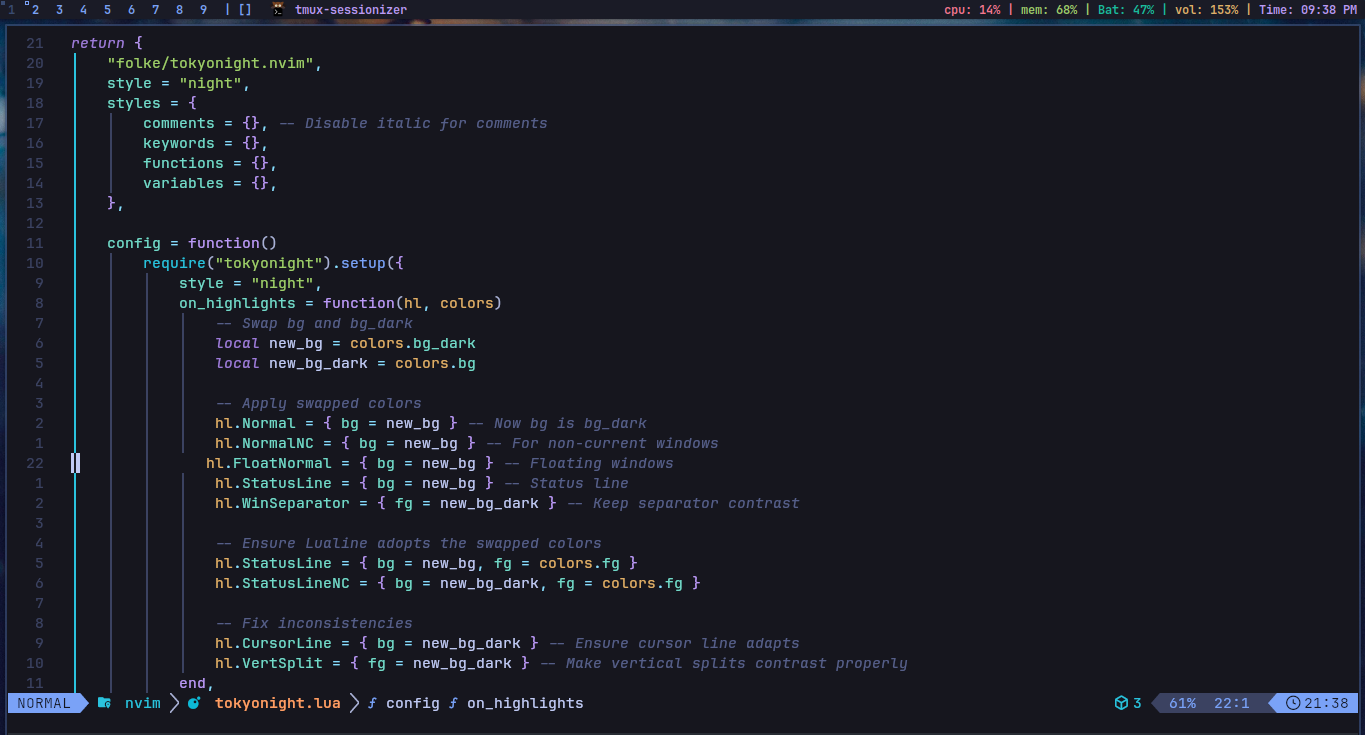 1 2 3 4 5 6 7 8 9 | [] tmux-sessionizer cpu: 14% | mem: 68% | Bat: 47% | vol: 153% | Time: 09:38 PM
21 return {
20 "folke/tokyonight.nvim",
19 style = "night",
18 styles = {
17 comments = {}, -- Disable italic for comments
16 keywords = {},
15 functions = {},
14 variables = {},
13 },
12
11 config = function()
10 require("tokyonight").setup({
9 style = "night",
8 on_highlights = function(hl, colors)
7 -- Swap bg and bg_dark
6 local new_bg = colors.bg_dark
5 local new_bg_dark = colors.bg
4
3 -- Apply swapped colors
2 hl.Normal = { bg = new_bg } -- Now bg is bg_dark
1 hl.NormalNC = { bg = new_bg } -- For non-current windows
22 hl.FloatNormal = { bg = new_bg } -- Floating windows
1 hl.StatusLine = { bg = new_bg } -- Status line
2 hl.WinSeparator = { fg = new_bg_dark } -- Keep separator contrast
3
4 -- Ensure Lualine adopts the swapped colors
5 hl.StatusLine = { bg = new_bg, fg = colors.fg }
6 hl.StatusLineNC = { bg = new_bg_dark, fg = colors.fg }
7
8 -- Fix inconsistencies
9 hl.CursorLine = { bg = new_bg_dark } -- Ensure cursor line adapts
10 hl.VertSplit = { fg = new_bg_dark } -- Make vertical splits contrast properly
11 end,
NORMAL nvim tokyonight.lua ƒ config ƒ on_highlights 3 61% 22:1 21:38